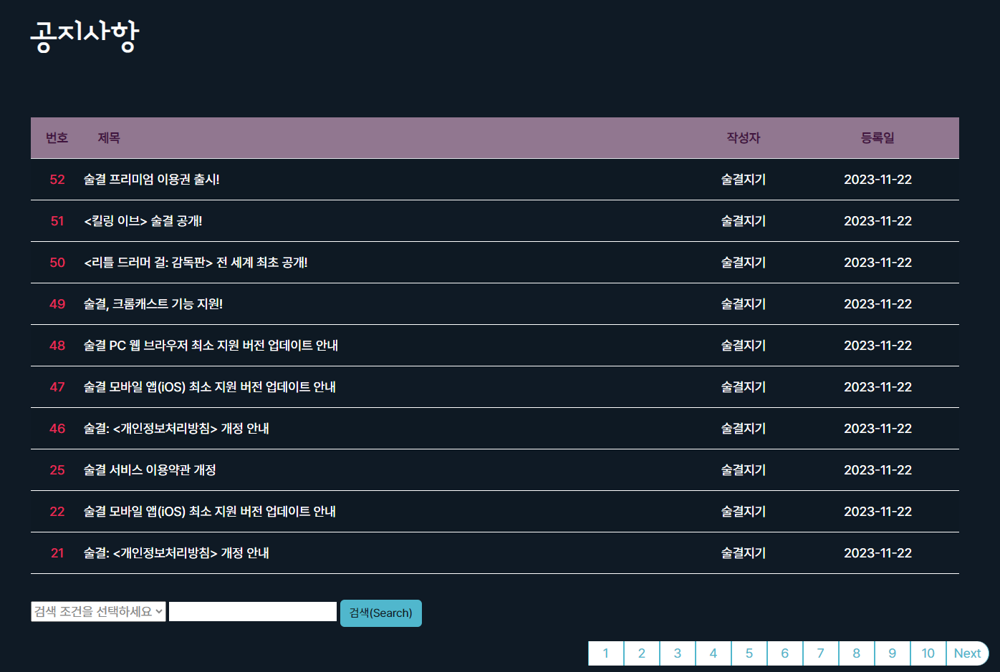 공지사항
번호 제목 작성자 등록일
52 술결 프리미엄 이용권 출시! 술결지기 2023-11-22
51 <킬링 이브> 술결 공개! 술결지기 2023-11-22
50 <리틀 드러머 걸: 감독판> 전 세계 최초 공개! 술결지기 2023-11-22
49 술결, 크롬캐스트 기능 지원! 술결지기 2023-11-22
48 술결 PC 웹 브라우저 최소 지원 버전 업데이트 안내 술결지기 2023-11-22
47 술결 모바일 앱(iOS) 최소 지원 버전 업데이트 안내 술결지기 2023-11-22
46 술결: <개인정보처리방침> 개정 안내 술결지기 2023-11-22
25 술결 서비스 이용약관 개정 술결지기 2023-11-22
22 술결 모바일 앱(iOS) 최소 지원 버전 업데이트 안내 술결지기 2023-11-22
21 술결: <개인정보처리방침> 개정 안내 술결지기 2023-11-22
검색 조건을 선택하세요 검색(Search)
1 2 3 4 5 6 7 8 9 10 Next